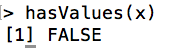 > hasValues(x)
[1] FALSE